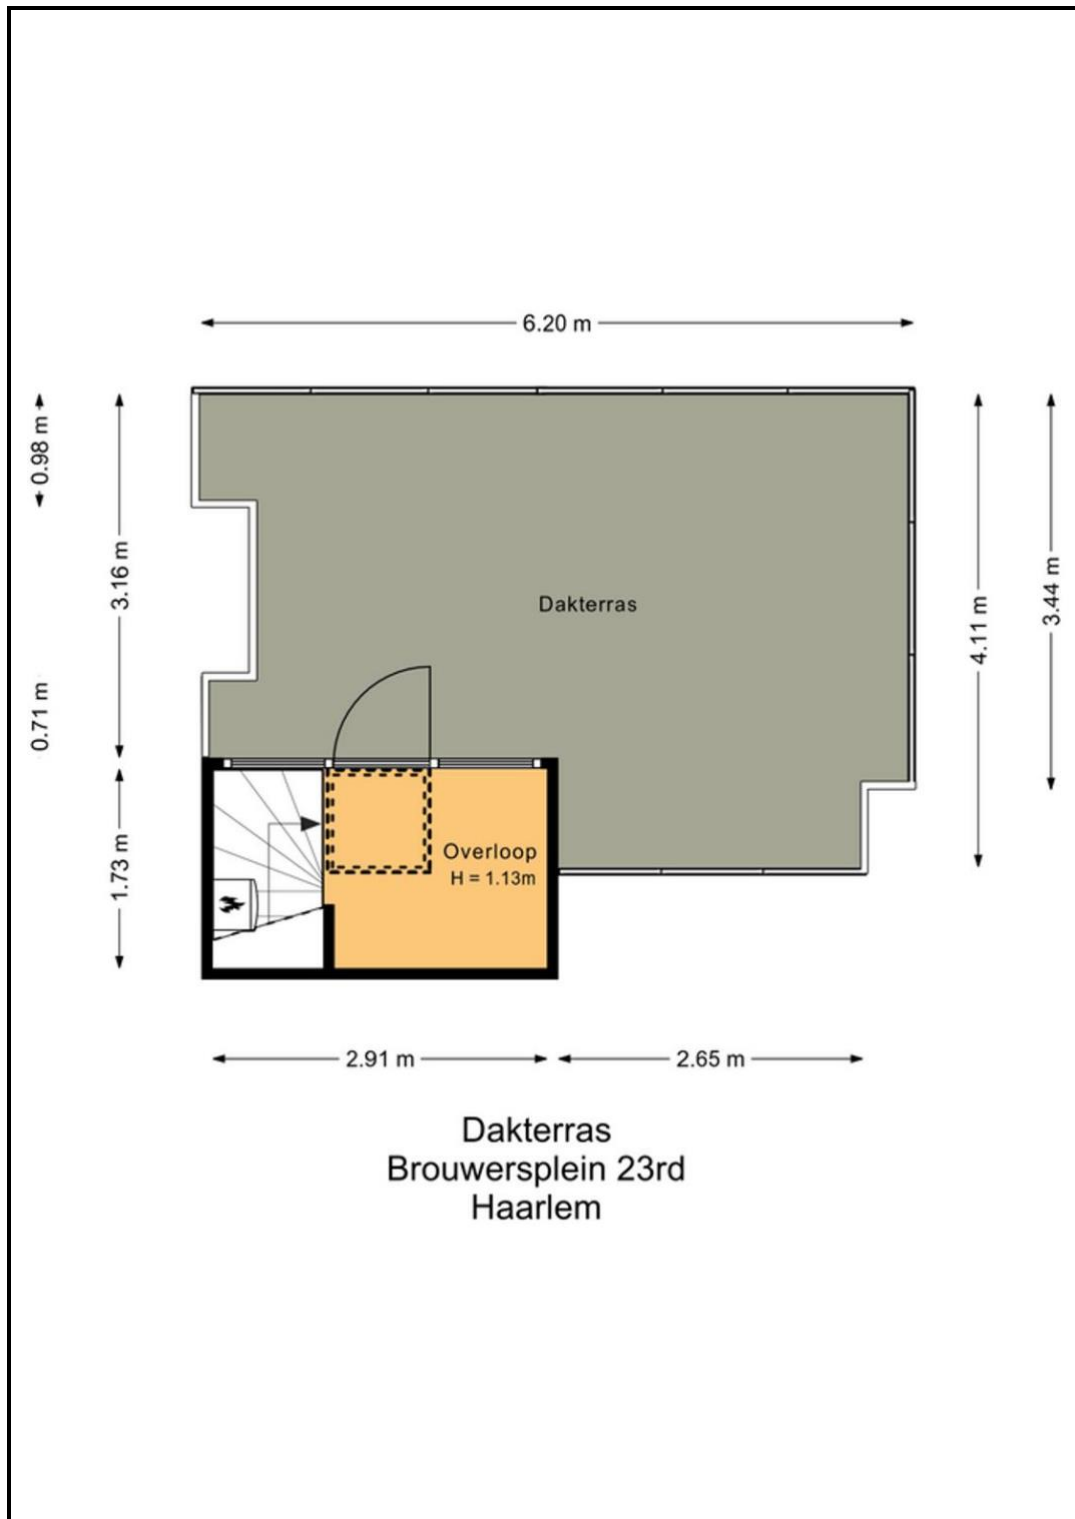 6.20 m
0.98 m
3.16 m
Dakterras
3.44 m
4.11 m
0.71 m
1.73 m
Overloop
H = 1.13m
2.91 m
2.65 m
Dakterras
Brouwersplein 23rd
Haarlem